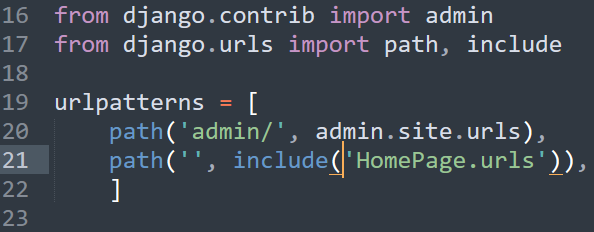 16 from django.contrib import admin
17 from django.urls import path, include
18
19 urlpatterns = [
20     path('admin/', admin.site.urls),
21     path('', include('HomePage.urls')),
22     ]
23